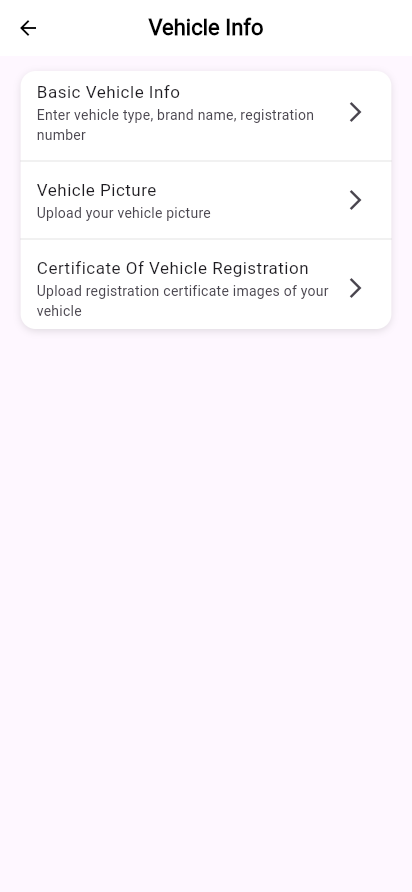 Vehicle Info
Basic Vehicle Info
Enter vehicle type, brand name, registration
number
Vehicle Picture
Upload your vehicle picture
Certificate Of Vehicle Registration
Upload registration certificate images of your
vehicle